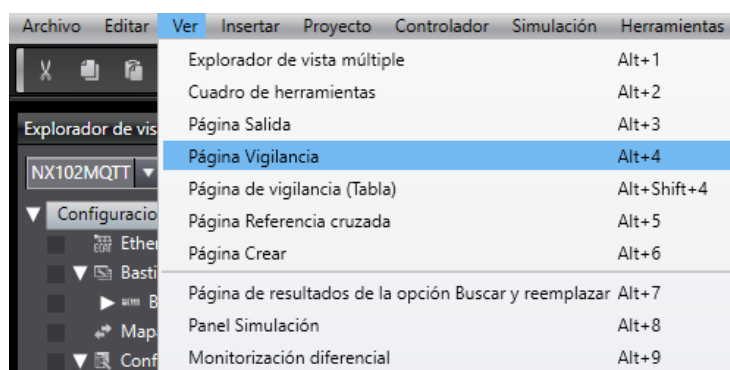 Archivo Editar Ver Insertar Proyecto Controlador Simulación Herramientas
Explorador de vista múltiple Alt+1
Cuadro de herramientas Alt+2
Página Salida Alt+3
Página Vigilancia Alt+4
Página de vigilancia (Tabla) Alt+Shift+4
Página Referencia cruzada Alt+5
Página Crear Alt+6
Página de resultados de la opción Buscar y reemplazar Alt+7
Panel Simulación Alt+8
Monitorización diferencial Alt+9
Explorador de vis
NX102MQTT
Configuracio
Ether
Basti
B
Map
Conf